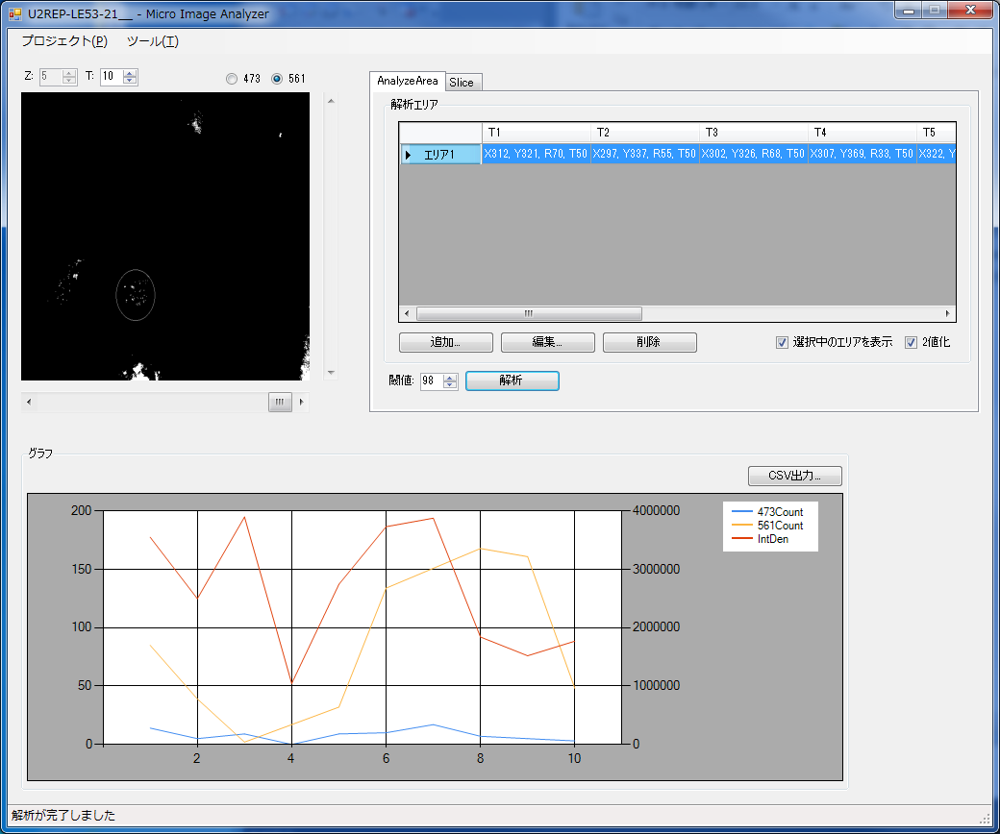 U2REP-LE53-21__ - Micro Image Analyzer
プロジェクト(P) ツール(T)
Z: 5 T: 10 473 561
AnalyzeArea Slice
解析エリア
T1 T2 T3 T4 T5
エリア1 X312, Y321, R70, T50 X297, Y337, R55, T50 X302, Y326, R68, T50 X307, Y369, R33, T50 X322, Y
追加... 編集... 削除 選択中のエリアを表示 2値化
閾値: 98 解析
グラフ
CSV出力...
200 4000000
150 3000000
100 2000000
50 1000000
0 0
2 4 6 8 10
473Count
561Count
IntDen
解析が完了しました